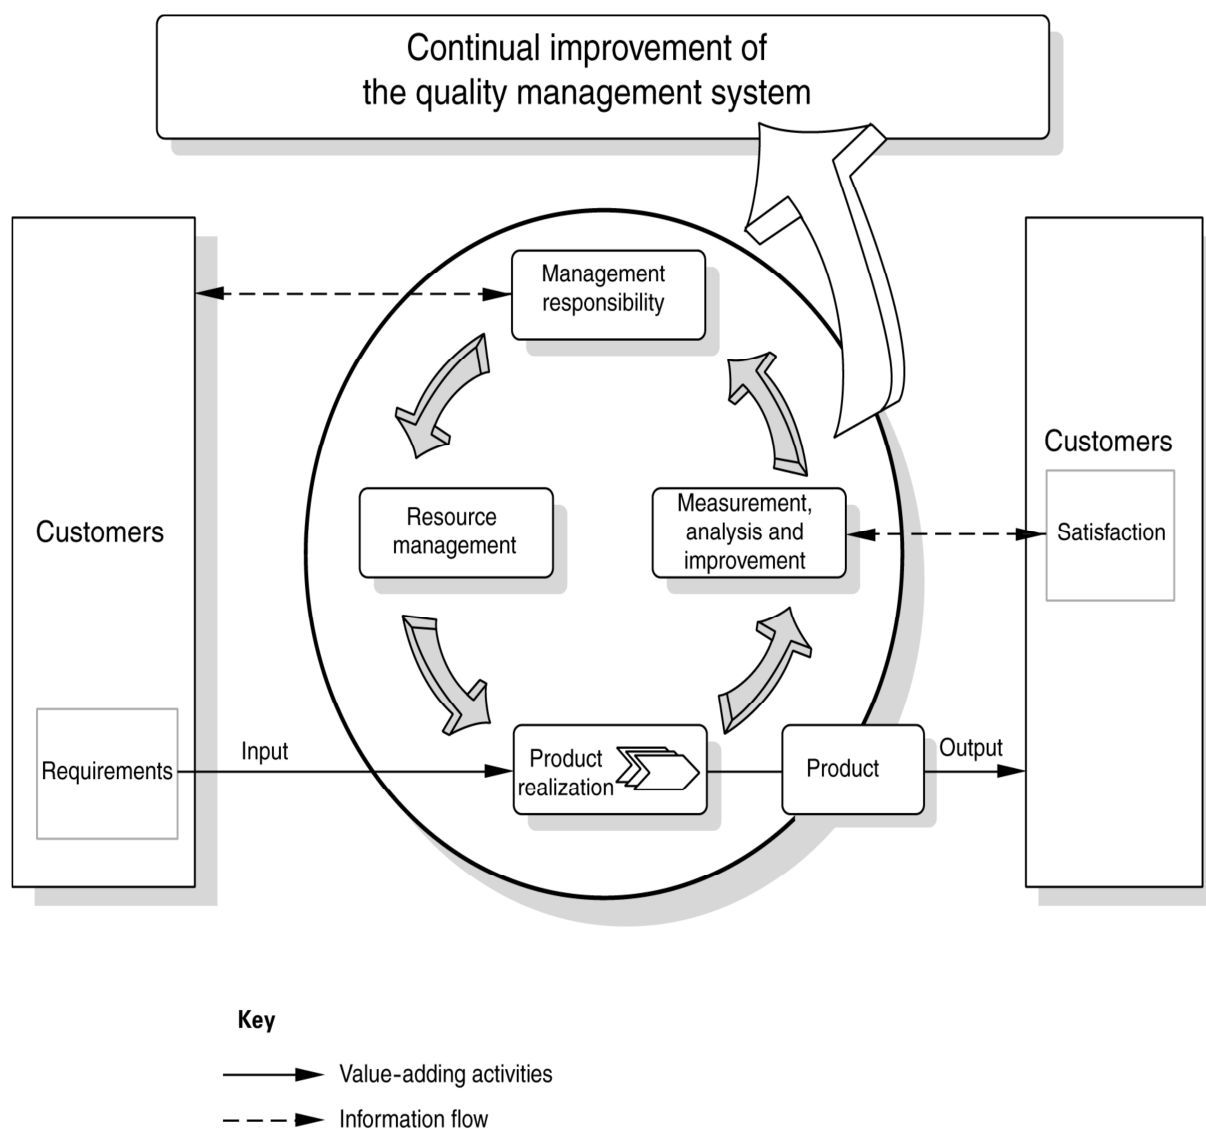 Continual improvement of
the quality management system
Management
responsibility
Customers
Resource
management
Measurement,
analysis and
improvement
Customers
Satisfaction
Requirements
Input
Product
realization
Product
Output
Key
Value-adding activities
Information flow